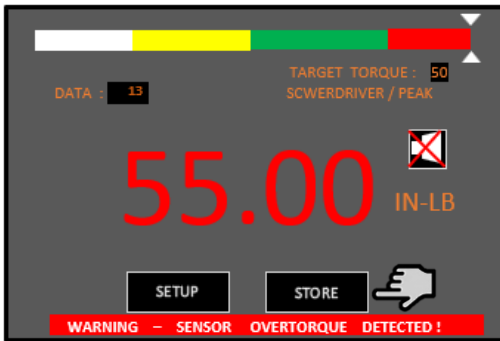 TARGET TORQUE : 50
DATA : 13
SCWERDRIVER / PEAK
55.00
IN-LB
SETUP
STORE
WARNING – SENSOR OVERTORQUE DETECTED !